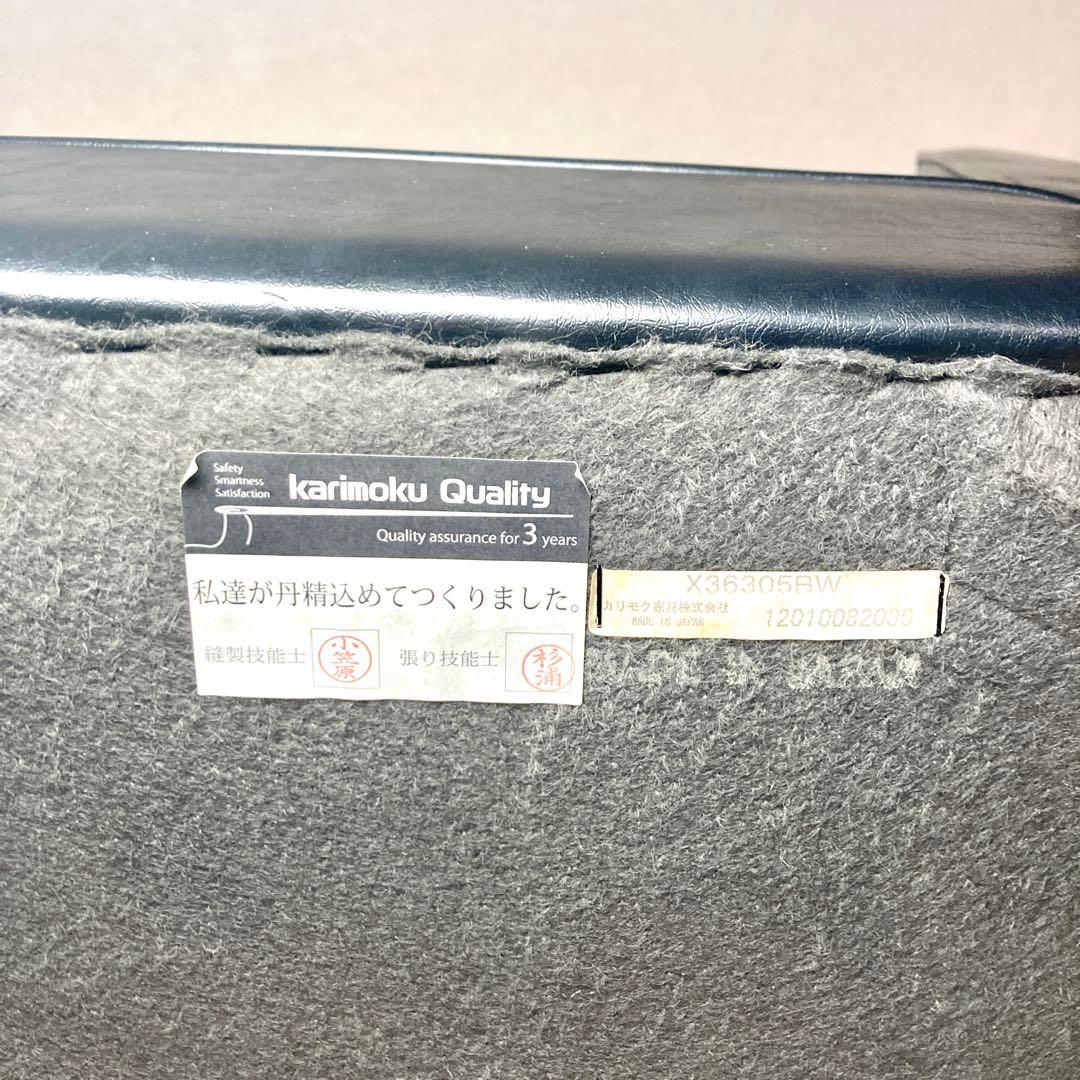 Safety
Smartness
Satisfaction
karimoku Quality
Quality assurance for 3 years
私達が丹精込めてつくりました。
縫製技能士 小笠原 張り技能士 杉浦
X36305BW
カリモク家具株式会社
MADE IN JAPAN 12010082030